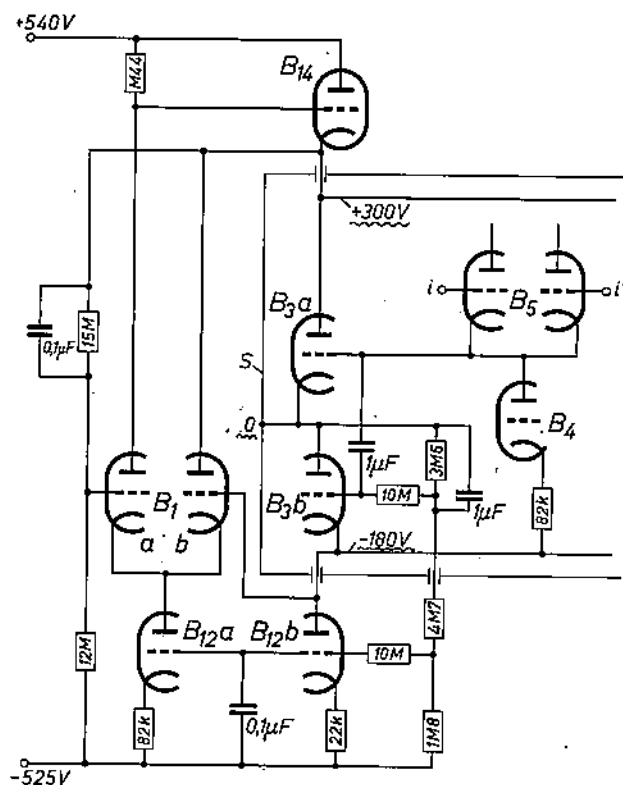 +540V
M44
B14
+300V
B3a
i
B5
i'
0,1µF
15M
S
0
B4
1µF
3M6
10M
1µF
B3b
B1
a b
82k
-180V
4M7
B12a
B12b
12M
10M
82k
0,1µF
22k
1M8
-525V